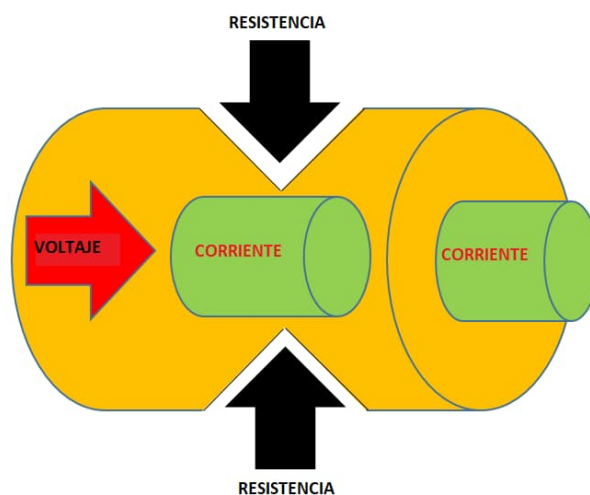 RESISTENCIA
VOLTAJE
CORRIENTE
CORRIENTE
RESISTENCIA